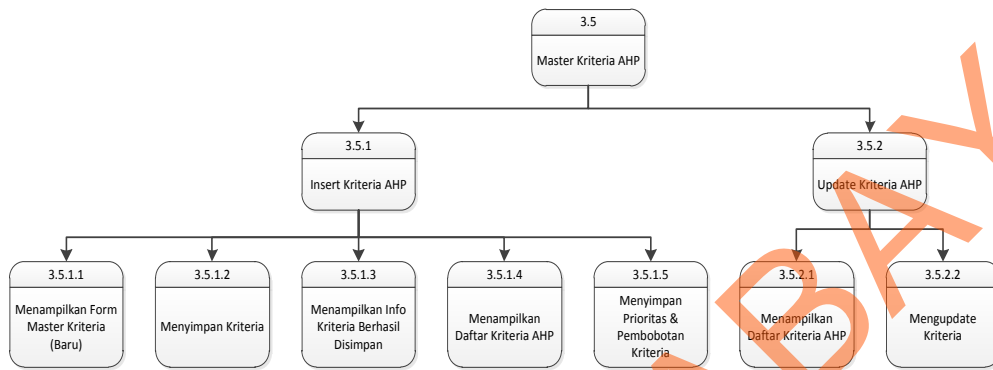 3.5
Master Kriteria AHP
3.5.1
Insert Kriteria AHP
3.5.2
Update Kriteria AHP
3.5.1.1
Menampilkan Form
Master Kriteria
(Baru)
3.5.1.2
Menyimpan Kriteria
3.5.1.3
Menampilkan Info
Kriteria Berhasil
Disimpan
3.5.1.4
Menampilkan
Daftar Kriteria AHP
3.5.1.5
Menyimpan
Prioritas &
Pembobotan
Kriteria
3.5.2.1
Menampilkan
Daftar Kriteria AHP
3.5.2.2
Mengupdate
Kriteria
BAY